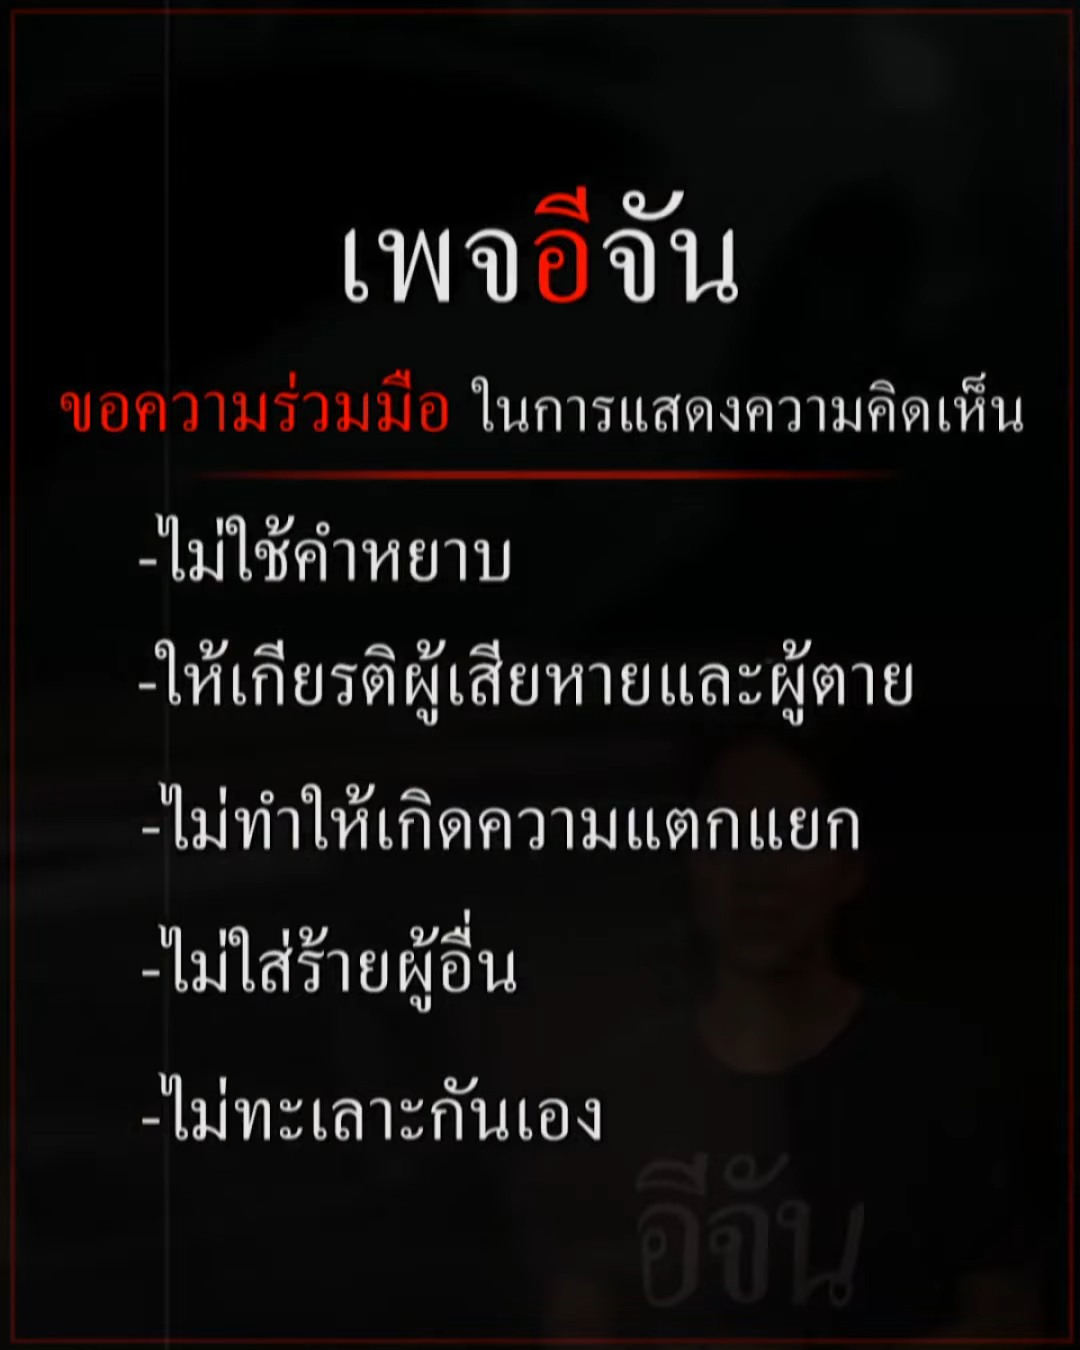 เพจอีจัน
ขอความร่วมมือ ในการแสดงความคิดเห็น
-ไม่ใช้คำหยาบ
-ให้เกียรติผู้เสียหายและผู้ตาย
-ไม่ทำให้เกิดความแตกแยก
-ไม่ใส่ร้ายผู้อื่น
-ไม่ทะเลาะกันเอง
อีจัน